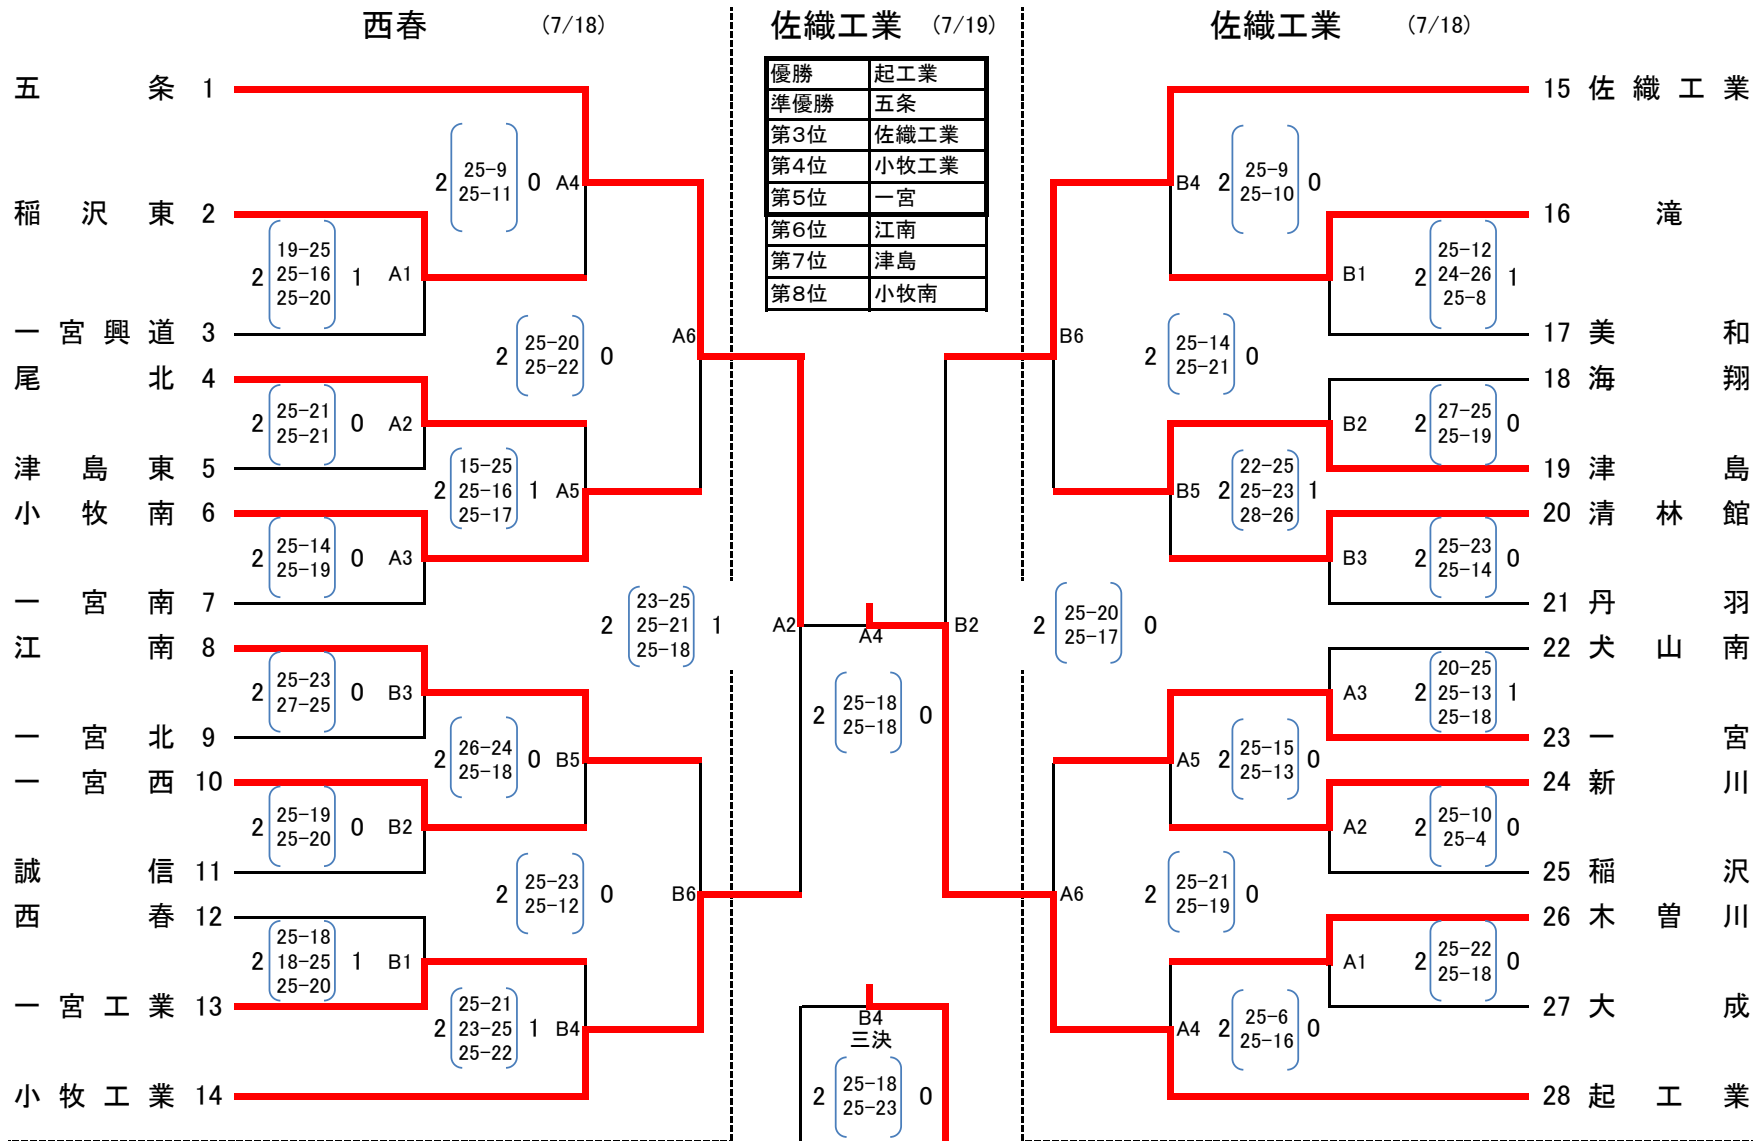 西春 (7/18)
佐織工業 (7/19)
佐織工業 (7/18)
優勝 起工業
準優勝 五条
第3位 佐織工業
第4位 小牧工業
第5位 一宮
第6位 江南
第7位 津島
第8位 小牧南
五条 1
稲沢東 2
一宮興道 3
尾北 4
津島東 5
小牧南 6
一宮南 7
江南 8
一宮北 9
一宮西 10
誠信 11
西春 12
一宮工業 13
小牧工業 14
2 19-25 1 A1
25-16
25-20
2 25-21 0 A2
25-21
2 25-14 0 A3
25-19
2 25-23 0 B3
27-25
2 25-19 0 B2
25-20
2 25-18 1 B1
18-25
25-20
2 25-9 0 A4
25-11
2 15-25 1 A5
25-16
25-17
2 26-24 0 B5
25-18
2 25-21 1 B4
23-25
25-22
2 25-20 0 A6
25-22
2 25-23 0 B6
25-12
2 23-25 1 A2
25-21
25-18
A4
2 25-18 0
25-18
B4
三決
2 25-18 0
25-23
B2 2 25-20 0
25-17
B6 2 25-14 0
25-21
A6 2 25-21 0
25-19
B4 2 25-9 0
25-10
B5 2 22-25 1
25-23
28-26
A5 2 25-15 0
25-13
A4 2 25-6 0
25-16
B1 2 25-12 1
24-26
25-8
B2 2 27-25 0
25-19
B3 2 25-23 0
25-14
A3 2 20-25 1
25-13
25-18
A2 2 25-10 0
25-4
A1 2 25-22 0
25-18
15 佐織工業
16 滝
17 美和
18 海翔
19 津島
20 清林館
21 丹羽
22 犬山南
23 一宮
24 新川
25 稲沢
26 木曽川
27 大成
28 起工業